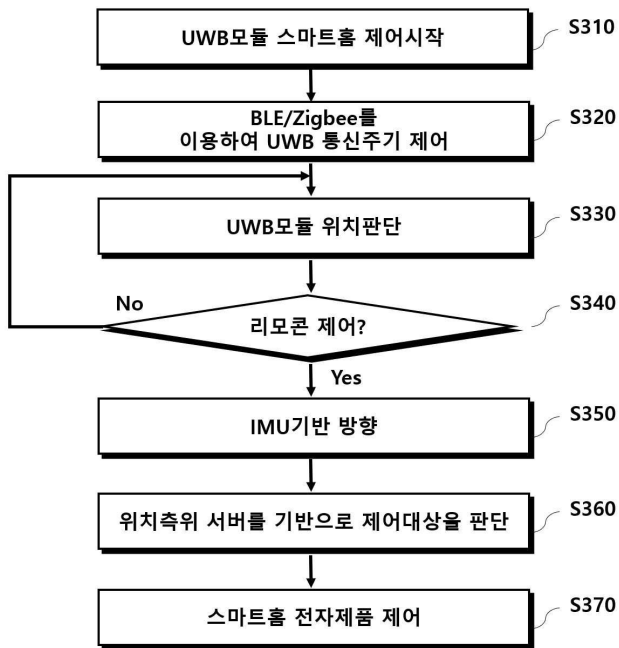 UWB모듈 스마트홈 제어시작
S310
BLE/Zigbee를
이용하여 UWB 통신주기 제어
S320
UWB모듈 위치판단
S330
No
리모콘 제어?
S340
Yes
IMU기반 방향
S350
위치측위 서버를 기반으로 제어대상을 판단
S360
스마트홈 전자제품 제어
S370